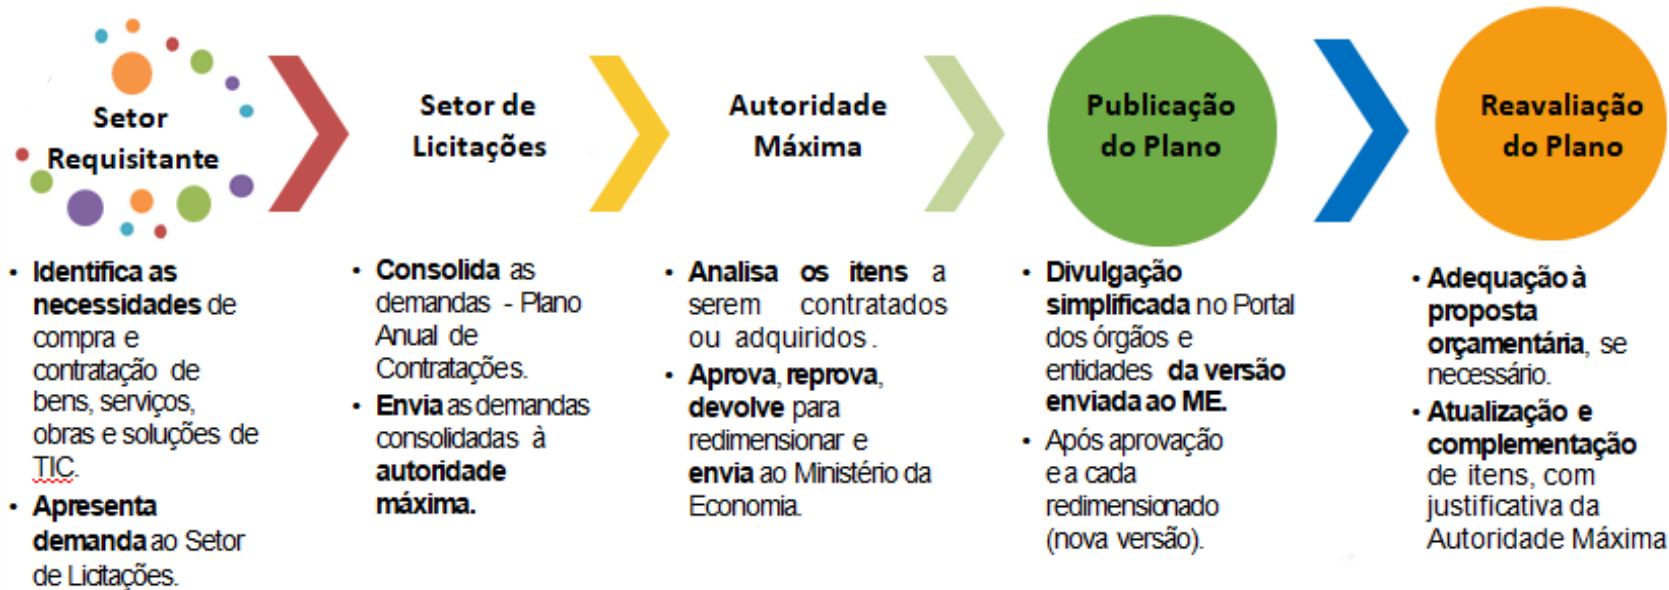 Setor
Requisitante
• Identifica as
necessidades de
compra e
contratação de
bens, serviços,
obras e soluções de
TIC.
• Apresenta
demanda ao Setor
de Licitações.
Setor de
Licitações
• Consolida as
demandas - Plano
Anual de
Contratações.
• Envia as demandas
consolidadas à
autoridade
máxima.
Autoridade
Máxima
• Analisa os itens a
serem contratados
ou adquiridos.
• Aprova, reprova,
devolve para
redimensionar e
envia ao Ministério da
Economia.
Publicação
do Plano
• Divulgação
simplificada no Portal
dos órgãos e
entidades da versão
enviada ao ME.
• Após aprovação
e a cada
redimensionado
(nova versão).
Reavaliação
do Plano
• Adequação à
proposta
orçamentária, se
necessário.
• Atualização e
complementação
de itens, com
justificativa da
Autoridade Máxima